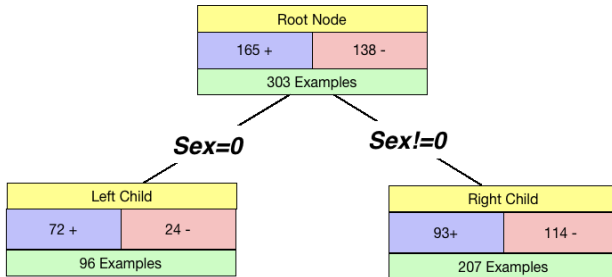 Root Node
165 + 138 -
303 Examples
Sex=0 Sex!=0
Left Child
72 + 24 -
96 Examples
Right Child
93+ 114 -
207 Examples